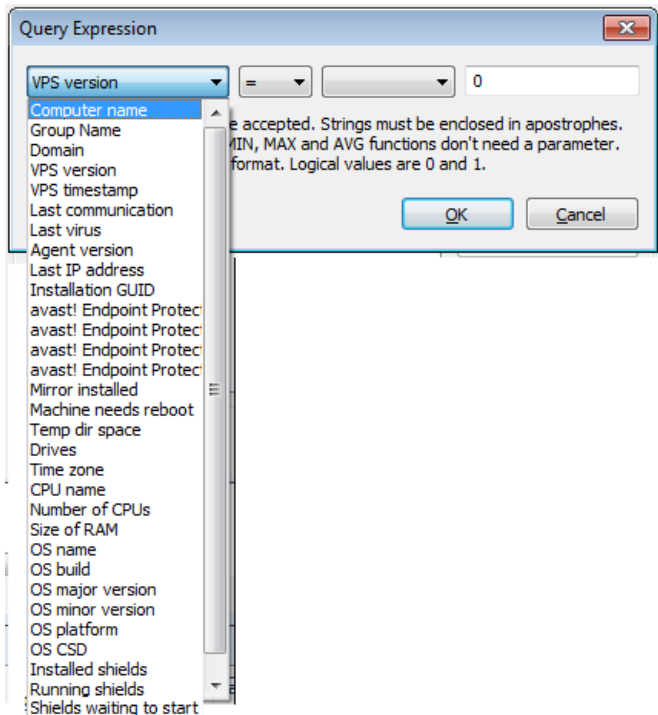 Query Expression
VPS version
=
0
Computer name
Group Name
Domain
VPS version
VPS timestamp
Last communication
Last virus
Agent version
Last IP address
Installation GUID
avast! Endpoint Protec
avast! Endpoint Protec
avast! Endpoint Protec
avast! Endpoint Protec
Mirror installed
Machine needs reboot
Temp dir space
Drives
Time zone
CPU name
Number of CPUs
Size of RAM
OS name
OS build
OS major version
OS minor version
OS platform
OS CSD
Installed shields
Running shields
Shields waiting to start
e accepted. Strings must be enclosed in apostrophes.
MIN, MAX and AVG functions don't need a parameter.
format. Logical values are 0 and 1.
OK
Cancel